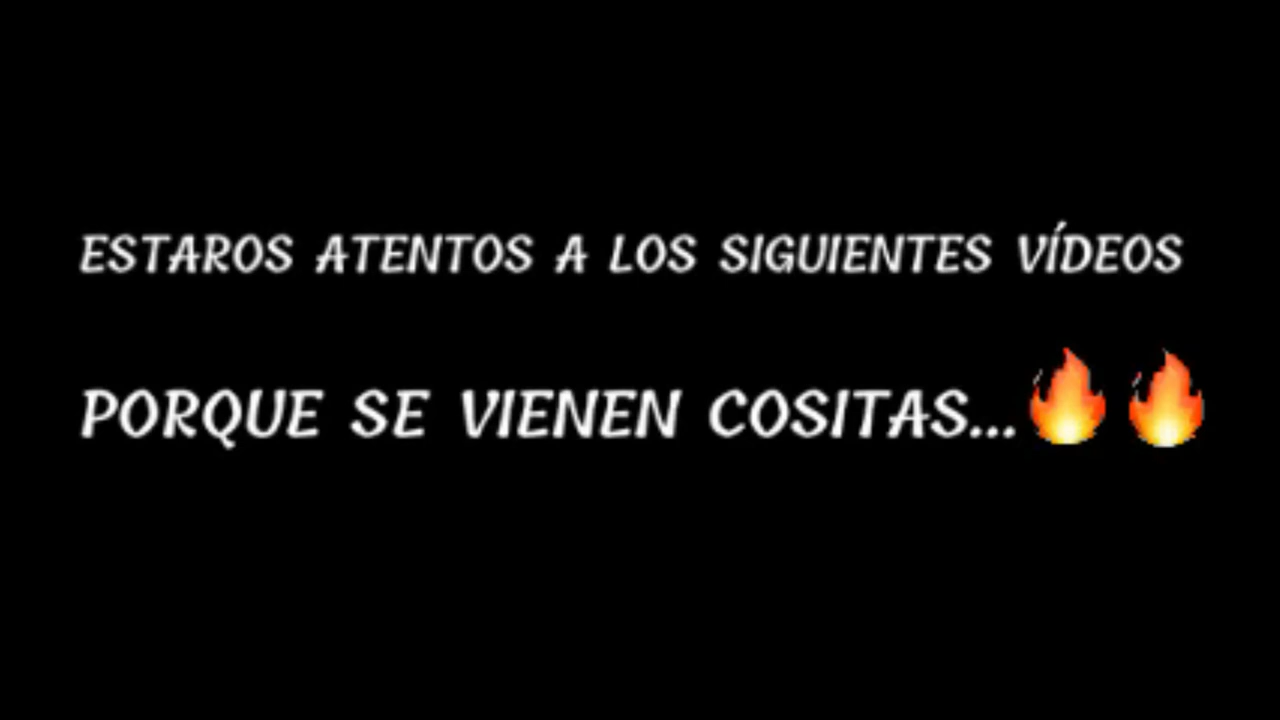 ESTAROS ATENTOS A LOS SIGUIENTES VÍDEOS
PORQUE SE VIENEN COSITAS...🔥🔥